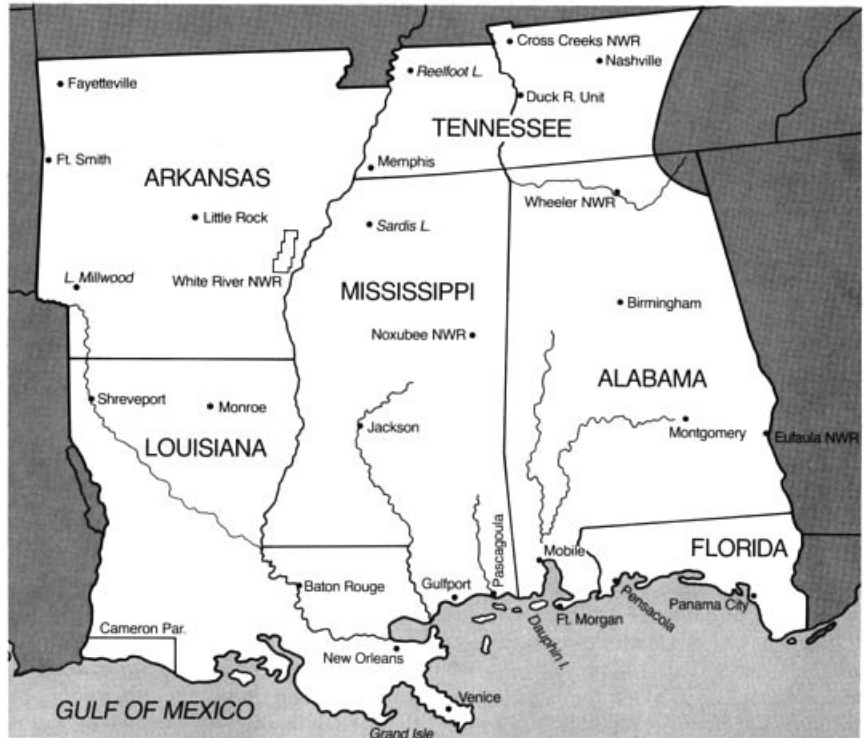 Cross Creeks NWR
Nashville
Reelfoot L.
Fayetteville
Duck R. Unit
TENNESSEE
Ft. Smith
Memphis
ARKANSAS
Wheeler NWR
Little Rock
Sardis L.
L. Millwood
White River NWR
MISSISSIPPI
Birmingham
Noxubee NWR
ALABAMA
Shreveport
Monroe
Jackson
Montgomery
Eufaula NWR
LOUISIANA
Pascagoula
Mobile
FLORIDA
Baton Rouge
Gulfport
Ft. Morgan
Pensacola
Panama City
Cameron Par.
Dauphin I.
New Orleans
Venice
GULF OF MEXICO
Grand Isle